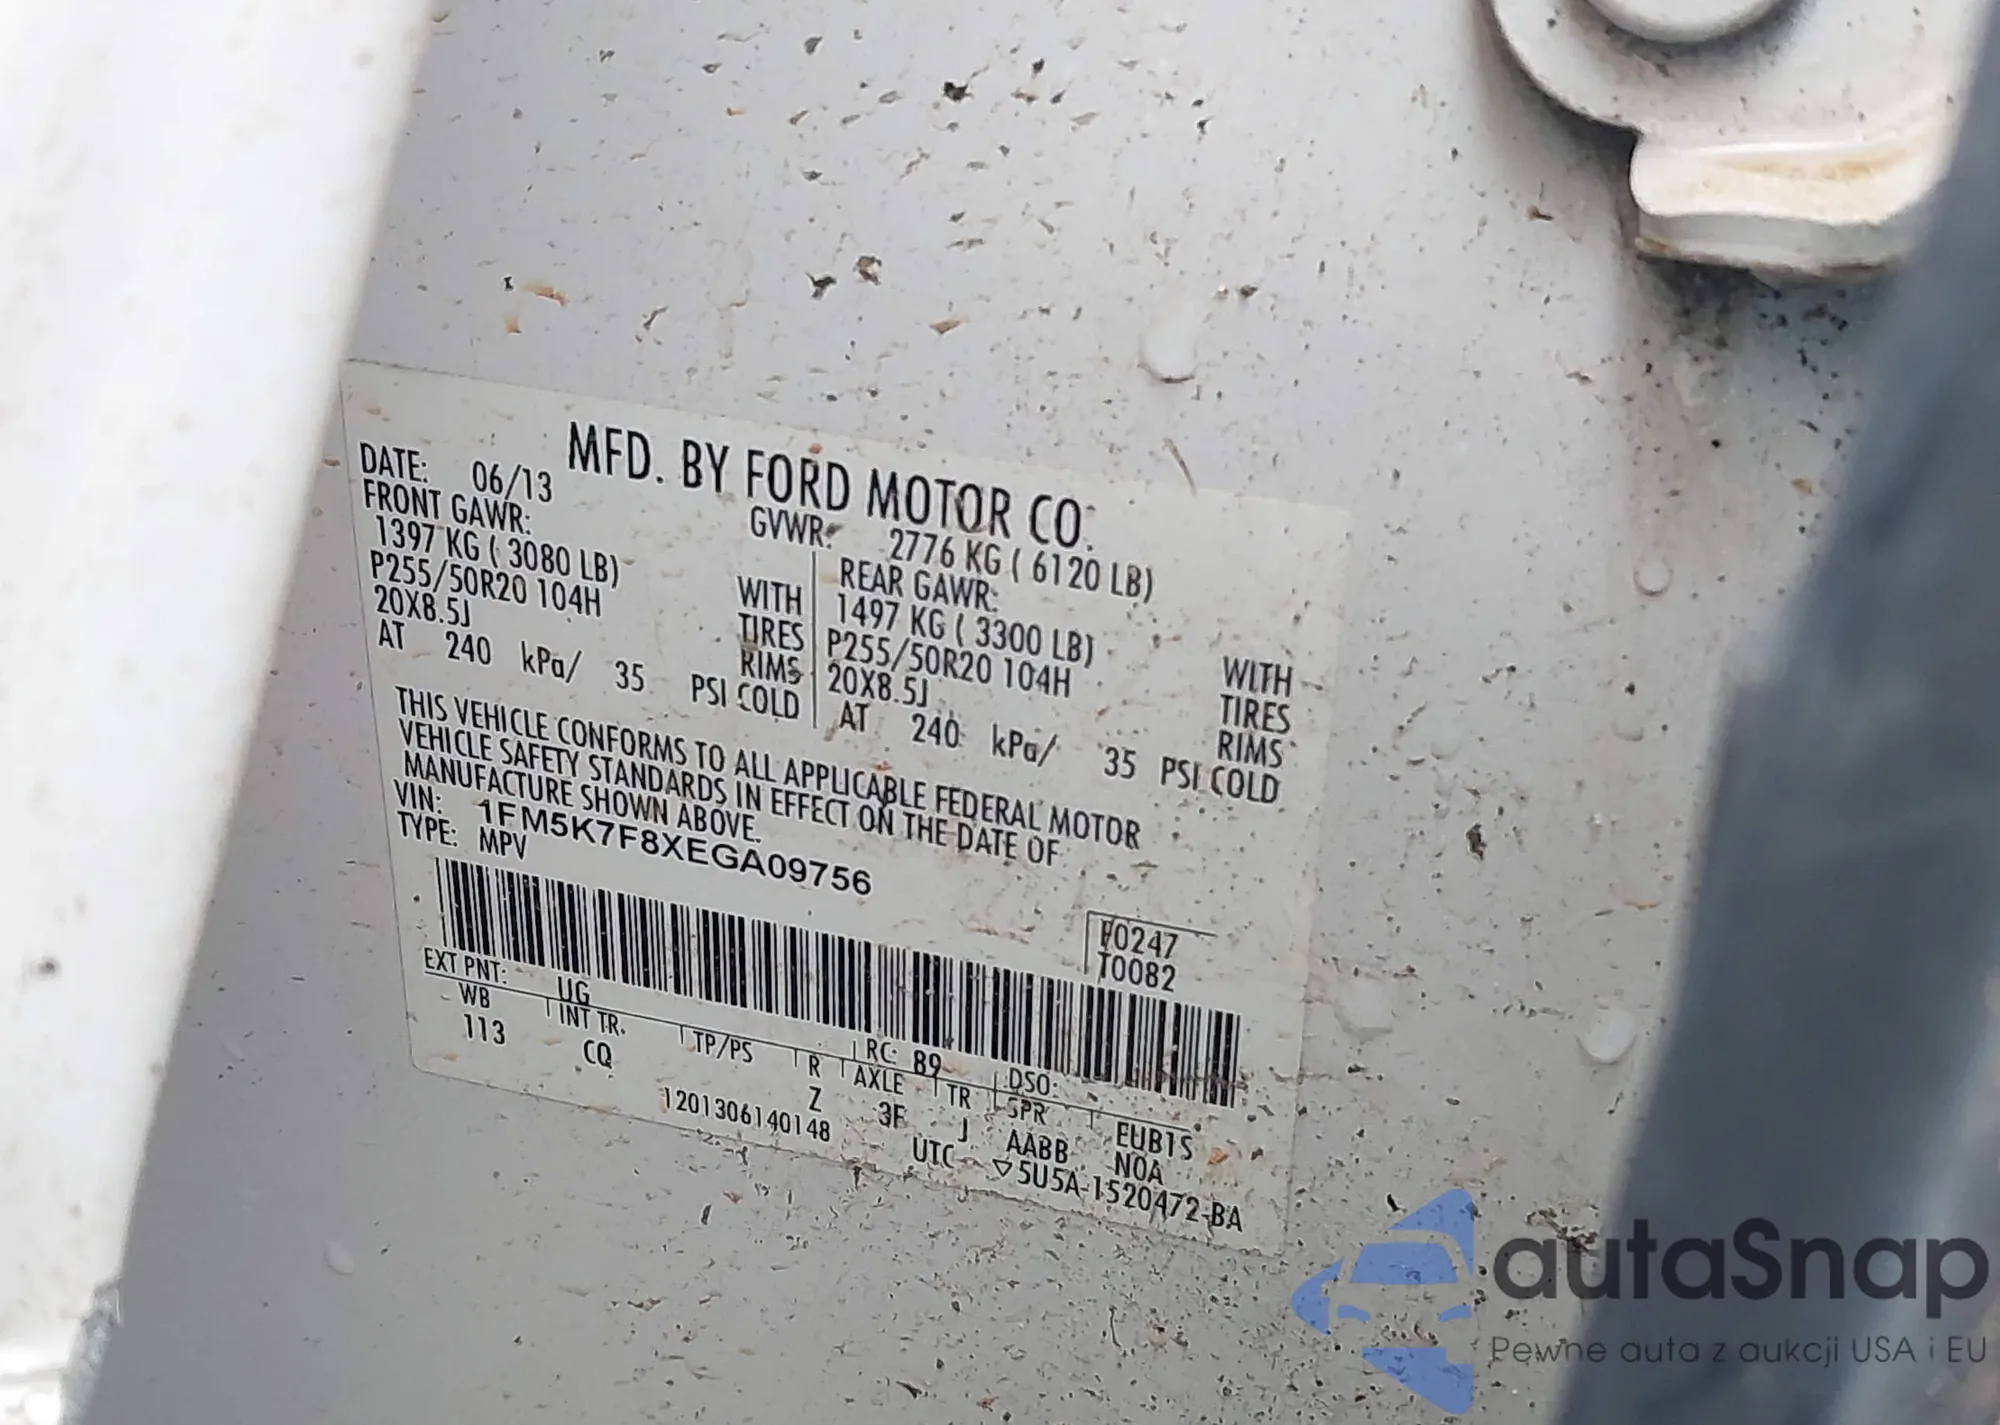 MFD. BY FORD MOTOR CO.
DATE: 06/13 GVWR: 2776 KG ( 6120 LB)
FRONT GAWR: REAR GAWR:
1397 KG ( 3080 LB) WITH 1497 KG ( 3300 LB) WITH
P255/50R20 104H TIRES P255/50R20 104H TIRES
20X8.5J RIMS 20X8.5J RIMS
AT 240 kPa/ 35 PSI COLD AT 240 kPa/ 35 PSI COLD
THIS VEHICLE CONFORMS TO ALL APPLICABLE FEDERAL MOTOR
VEHICLE SAFETY STANDARDS IN EFFECT ON THE DATE OF
MANUFACTURE SHOWN ABOVE.
VIN: 1FM5K7F8XEGA09756
TYPE: MPV
F0247
T0082
EXT PNT: UG RC: 89 DSO:
WB INT TR. TP/PS R AXLE TR SPR EUB1S
113 CQ Z 3F J AABB NOA
1201306140148 UTC ▽5U5A-1520472-BA
autaSnap
Pewne auta z aukcji USA i EU